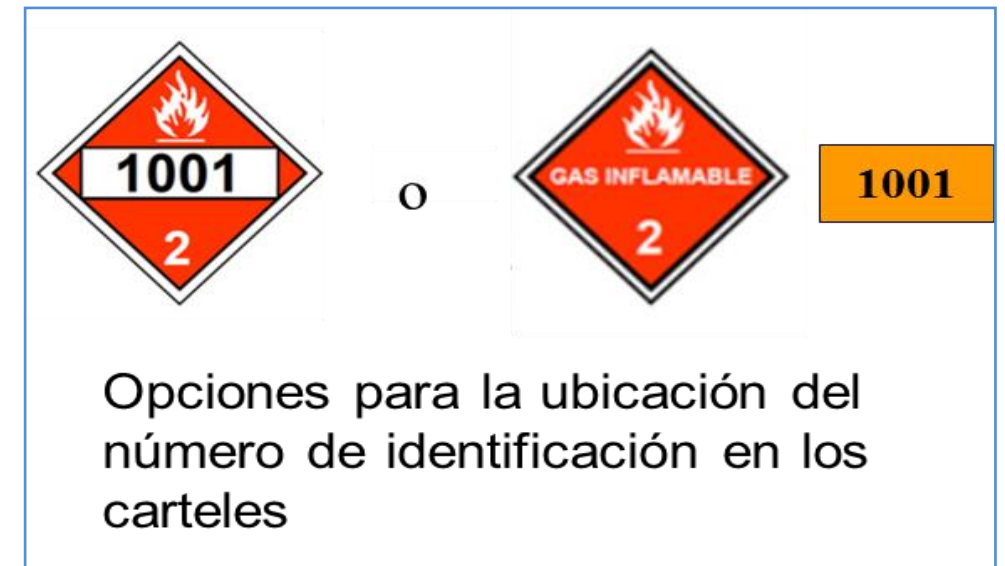 1001
2
o
GAS INFLAMABLE
2
1001
Opciones para la ubicación del
número de identificación en los
carteles